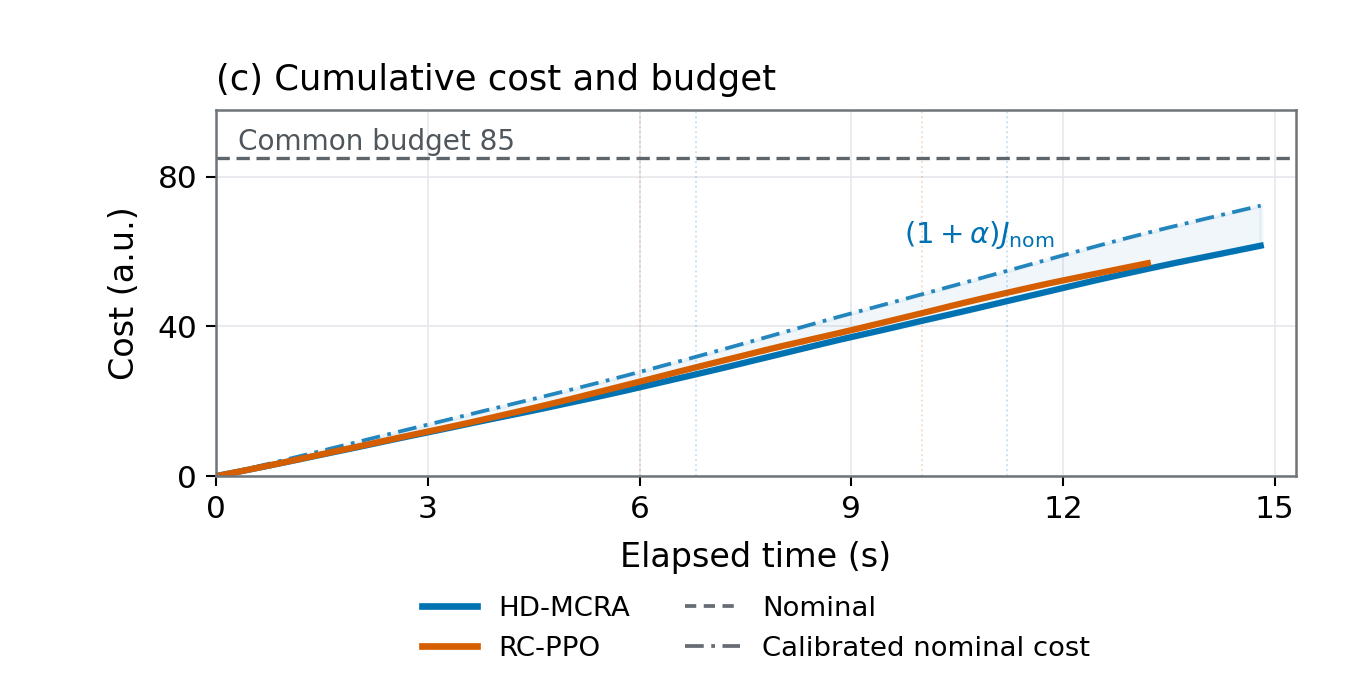 (c) Cumulative cost and budget
Common budget 85
80
(1 + α)J_nom
40
0
Cost (a.u.)
0 3 6 9 12 15
Elapsed time (s)
HD-MCRA
Nominal
RC-PPO
Calibrated nominal cost